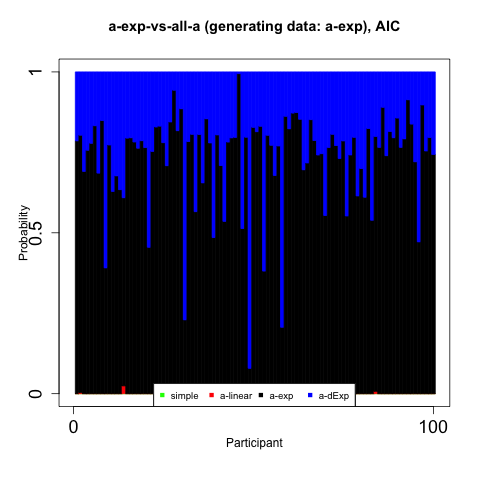 a-exp-vs-all-a (generating data: a-exp), AIC
1
0.5
0
Probability
simple a-linear a-exp a-dExp
0 100
Participant